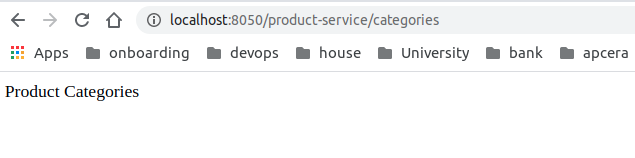 localhost:8050/product-service/categories
Apps onboarding devops house University bank apcera
Product Categories